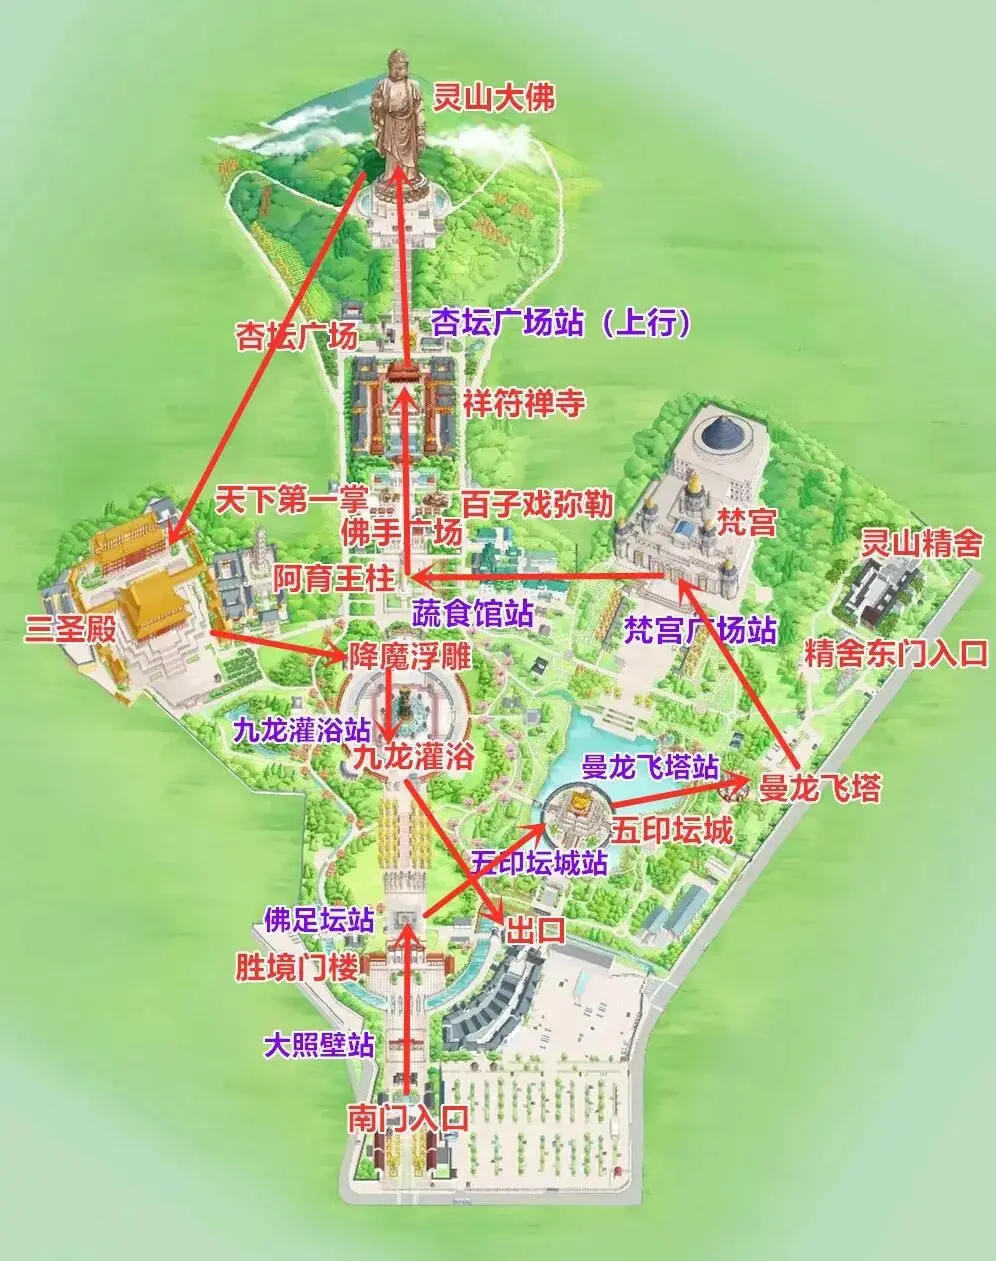 灵山大佛
杏坛广场
杏坛广场站（上行）
祥符禅寺
天下第一掌
百子戏弥勒
佛手广场
梵宫
灵山精舍
阿育王柱
蔬食馆站
三圣殿
梵宫广场站
降魔浮雕
精舍东门入口
九龙灌浴站
九龙灌浴
曼龙飞塔站
曼龙飞塔
五印坛城
五印坛城站
佛足坛站
出口
胜境门楼
大照壁站
南门入口